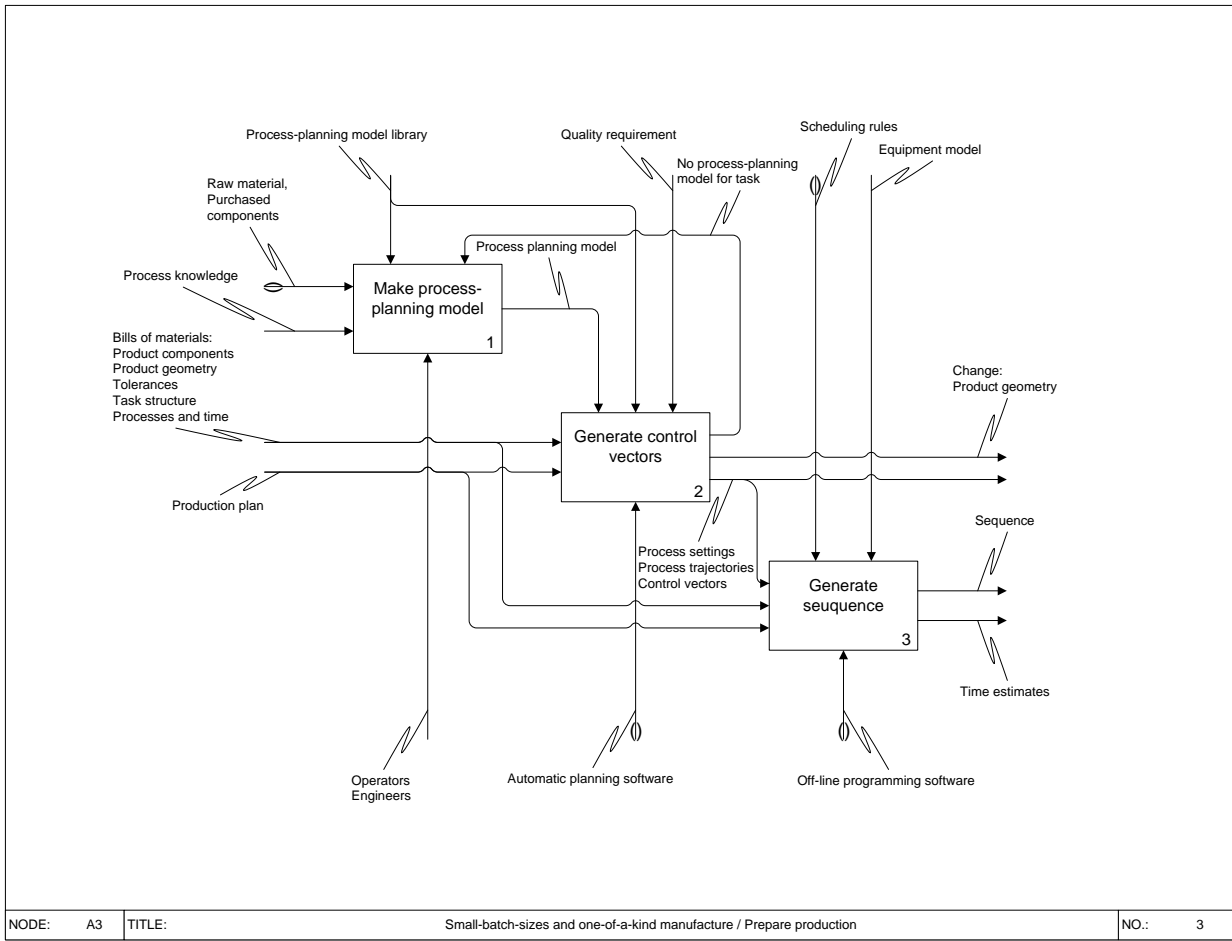 Process-planning model library
Quality requirement
Scheduling rules
Equipment model
No process-planning
model for task
Raw material,
Purchased
components
Process planning model
Process knowledge
Make process-
planning model
1
Bills of materials:
Product components
Product geometry
Tolerances
Task structure
Processes and time
Change:
Product geometry
Generate control
vectors
2
Production plan
Process settings
Process trajectories
Control vectors
Sequence
Generate
seuquence
3
Time estimates
Operators
Engineers
Automatic planning software
Off-line programming software
NODE: A3 TITLE: Small-batch-sizes and one-of-a-kind manufacture / Prepare production NO.: 3